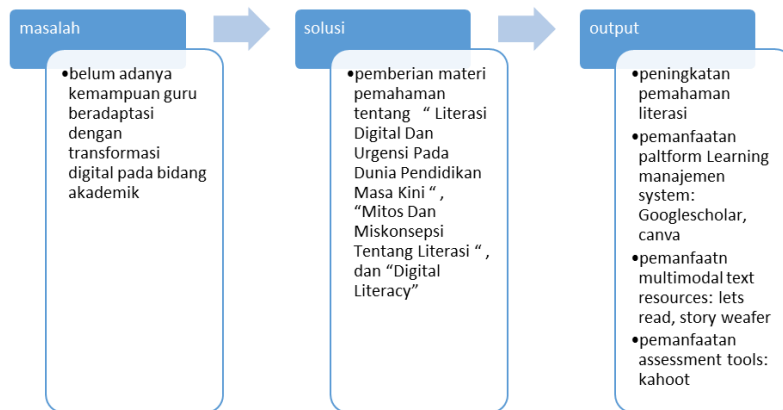 masalah
•belum adanya
kemampuan guru
beradaptasi
dengan
transformasi
digital pada bidang
akademik
solusi
•pemberian materi
pemahaman
tentang “ Literasi
Digital Dan
Urgensi Pada
Dunia Pendidikan
Masa Kini “ ,
“Mitos Dan
Miskonsepsi
Tentang Literasi “ ,
dan “Digital
Literacy”
output
•peningkatan
pemahaman
literasi
•pemanfaatan
paltform Learning
manajemen
system:
Googlescholar,
canva
•pemanfaatn
multimodal text
resources: lets
read, story weafer
•pemanfaatan
assessment tools:
kahoot